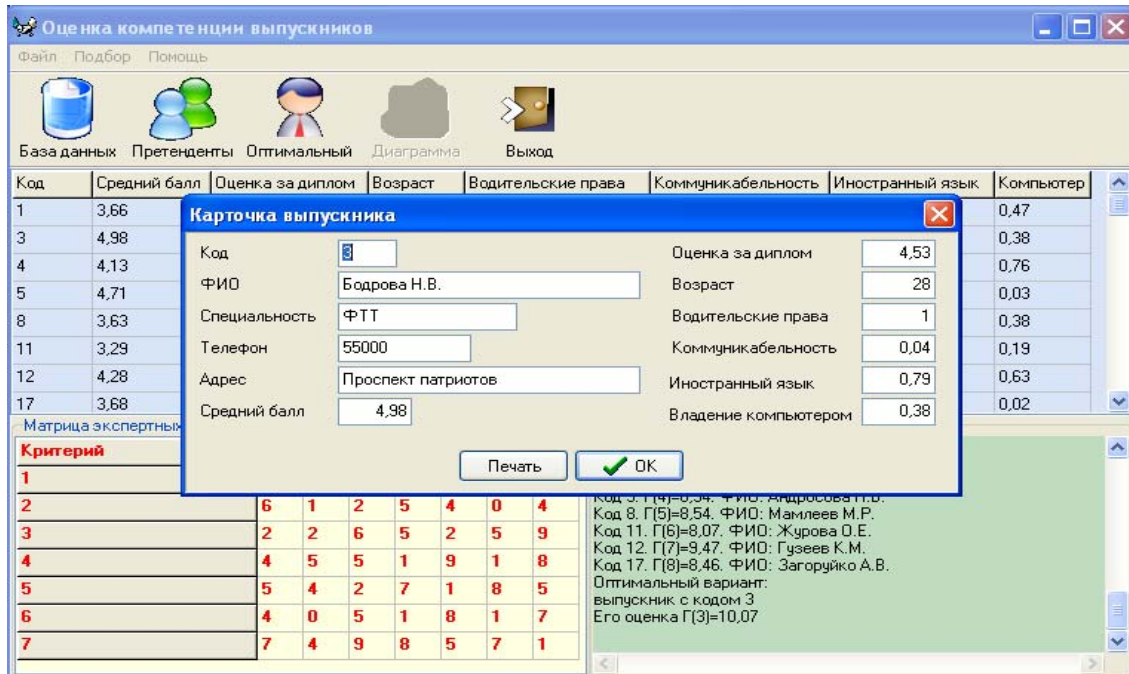 Оценка компетенции выпускников
Файл Подбор Помощь
База данных Претенденты Оптимальный Диаграмма Выход
Код Средний балл Оценка за диплом Возраст Водительские права Коммуникабельность Иностранный язык Компьютер
1 3,66 0,47
3 4,98 0,38
4 4,13 0,76
5 4,71 0,03
8 3,63 0,38
11 3,29 0,19
12 4,28 0,63
17 3,68 0,02
Карточка выпускника
Код 3
ФИО Бодрова Н.В.
Специальность ФТТ
Телефон 55000
Адрес Проспект патриотов
Средний балл 4,98
Оценка за диплом 4,53
Возраст 28
Водительские права 1
Коммуникабельность 0,04
Иностранный язык 0,79
Владение компьютером 0,38
Печать OK
Матрица экспертных
Критерий
1
2 6 1 2 5 4 0 4
3 2 2 6 5 2 5 9
4 4 5 5 1 9 1 8
5 5 4 2 7 1 8 5
6 4 0 5 1 8 1 7
7 7 4 9 8 5 7 1
Код 8. Г(5)=8,54. ФИО: Мамлеев М.Р.
Код 11. Г(6)=8,07. ФИО: Журова О.Е.
Код 12. Г(7)=9,47. ФИО: Гузеев К.М.
Код 17. Г(8)=8,46. ФИО: Загоруйко А.В.
Оптимальный вариант:
выпускник с кодом 3
Его оценка Г(3)=10,07